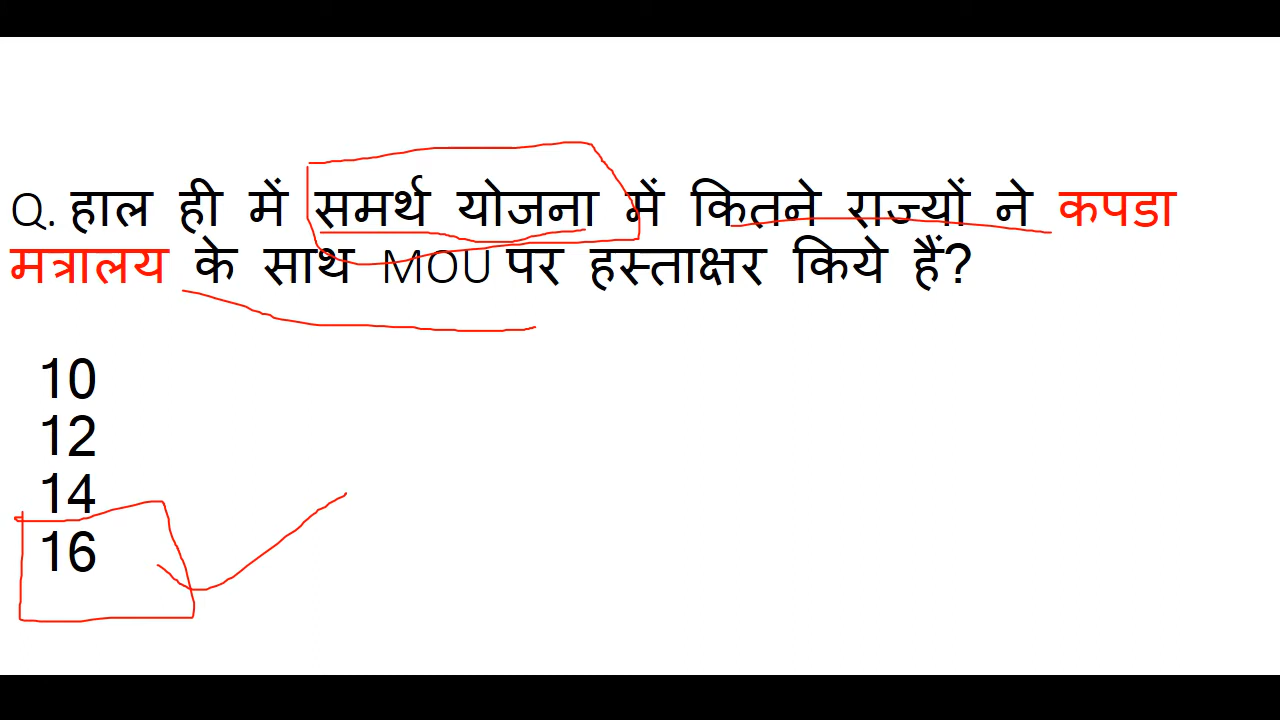 Q. हाल ही में समर्थ योजना में कितने राज्यों ने कपडा
मत्रालय के साथ MOU पर हस्ताक्षर किये हैं?
10
12
14
16